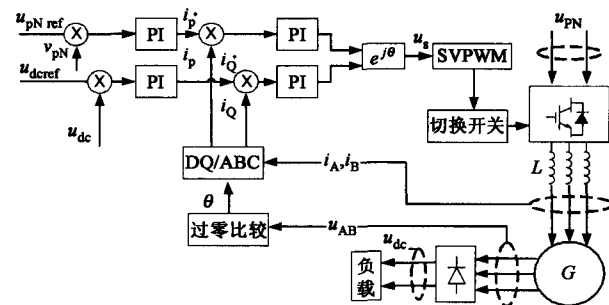 u_pN ref
v_pN
PI
i_p^*
PI
u_dcref
PI
i_p
i_Q^*
PI
e^jθ
u_s
SVPWM
u_PN
u_dc
i_Q
切换开关
L
DQ/ABC
i_A,i_B
θ
过零比较
u_AB
u_dc
负载
G